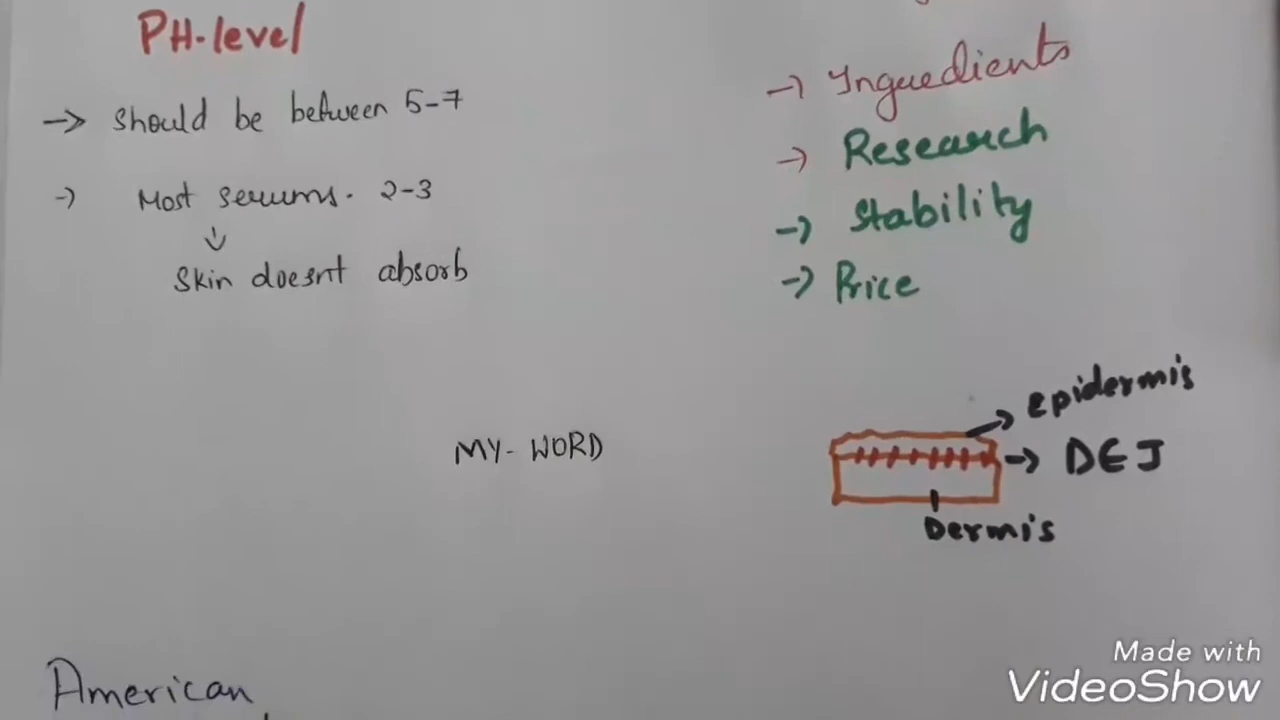 PH-level
→ Should be between 5-7
→ Most serums. 2-3
↓
Skin doesnt absorb
→ Ingredients
→ Research
→ Stability
→ Price
→ Epidermis
→ DEJ
Dermis
MY-WORD
American
Made with
VideoShow